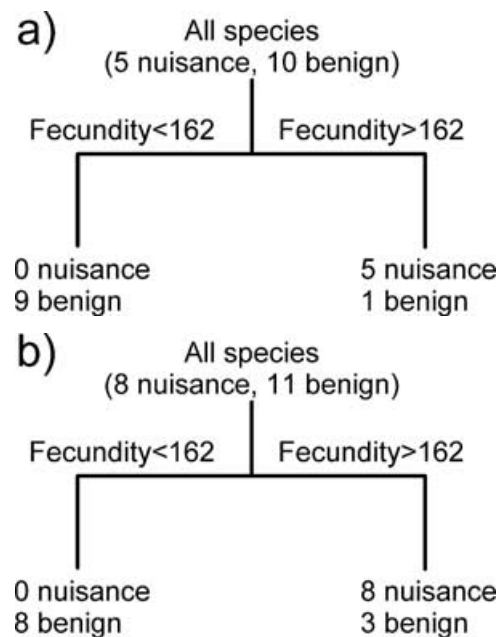 a)
All species
(5 nuisance, 10 benign)
Fecundity<162 Fecundity>162
0 nuisance 5 nuisance
9 benign 1 benign
b)
All species
(8 nuisance, 11 benign)
Fecundity<162 Fecundity>162
0 nuisance 8 nuisance
8 benign 3 benign